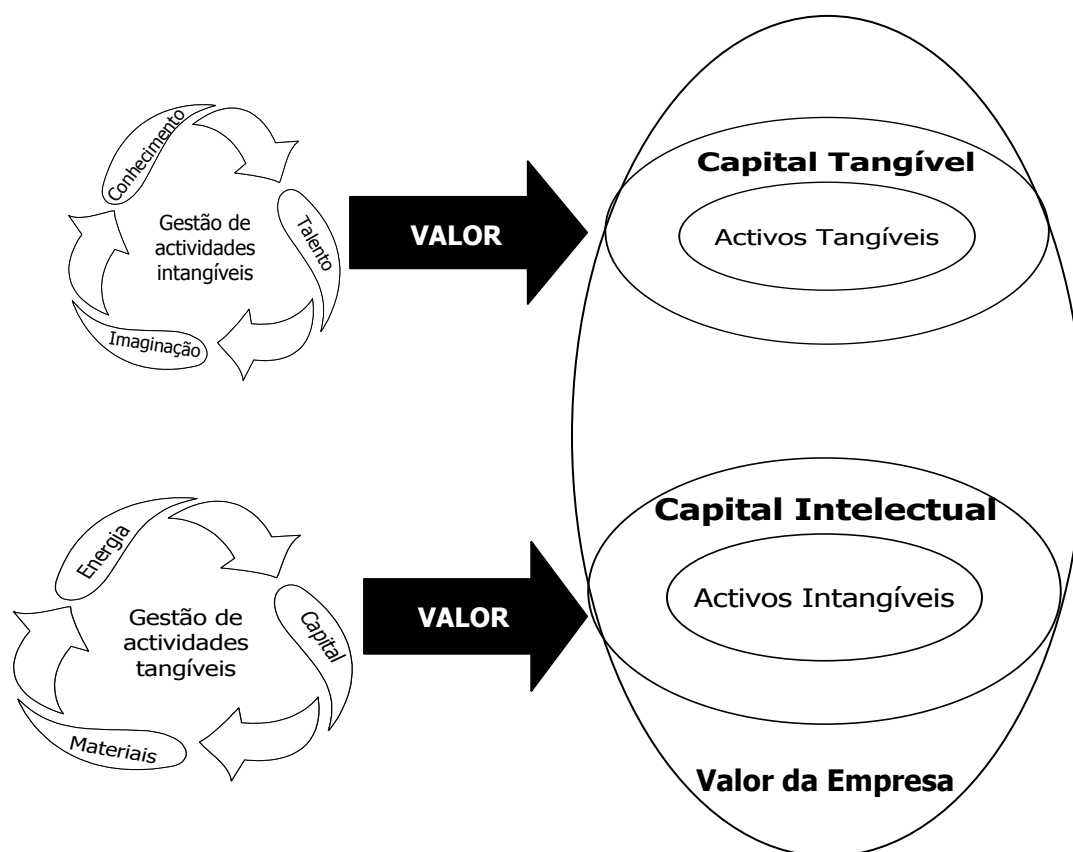 Conhecimento
Gestão de
actividades
intangíveis
Talento
Imaginação
VALOR
Capital Tangível
Activos Tangíveis
Energia
Gestão de
actividades
tangíveis
Capital
Materiais
VALOR
Capital Intelectual
Activos Intangíveis
Valor da Empresa